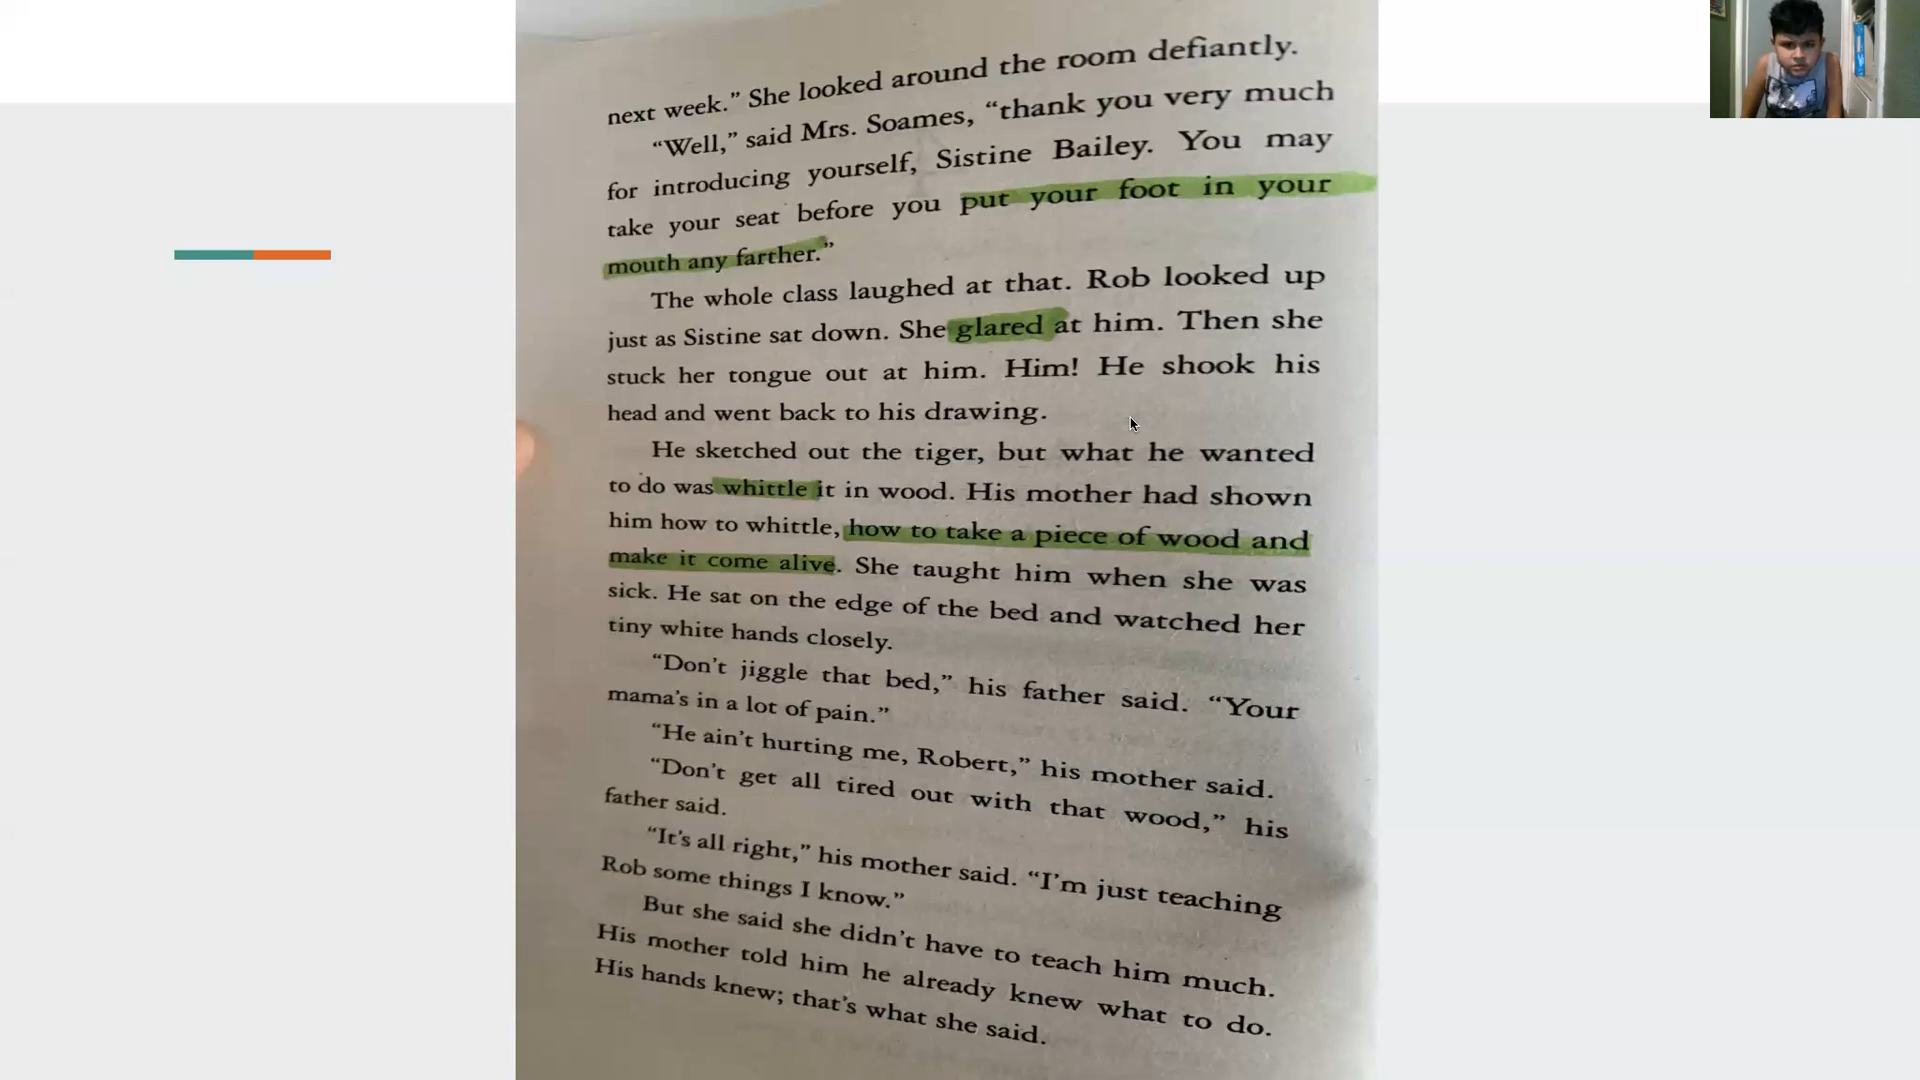 next week.” She looked around the room defiantly.
“Well,” said Mrs. Soames, “thank you very much
for introducing yourself, Sistine Bailey. You may
take your seat before you put your foot in your
mouth any farther.”
The whole class laughed at that. Rob looked up
just as Sistine sat down. She glared at him. Then she
stuck her tongue out at him. Him! He shook his
head and went back to his drawing.
He sketched out the tiger, but what he wanted
to do was whittle it in wood. His mother had shown
him how to whittle, how to take a piece of wood and
make it come alive. She taught him when she was
sick. He sat on the edge of the bed and watched her
tiny white hands closely.
“Don’t jiggle that bed,” his father said. “Your
mama’s in a lot of pain.”
“He ain’t hurting me, Robert,” his mother said.
“Don’t get all tired out with that wood,” his
father said.
“It’s all right,” his mother said. “I’m just teaching
Rob some things I know.”
But she said she didn’t have to teach him much.
His mother told him he already knew what to do.
His hands knew; that’s what she said.